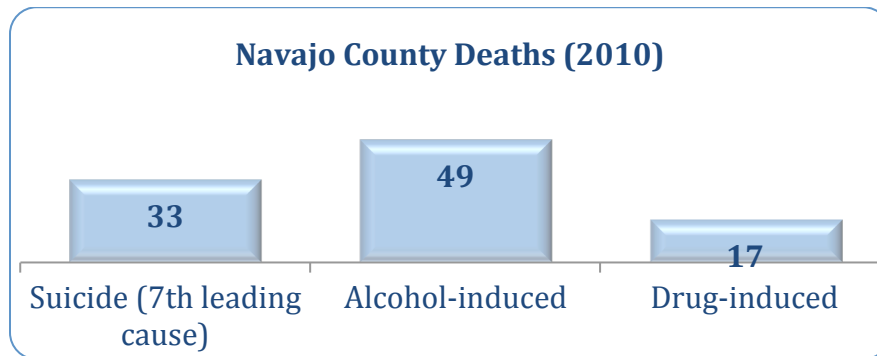 Navajo County Deaths (2010)
33
49
17
Suicide (7th leading
cause)
Alcohol-induced
Drug-induced